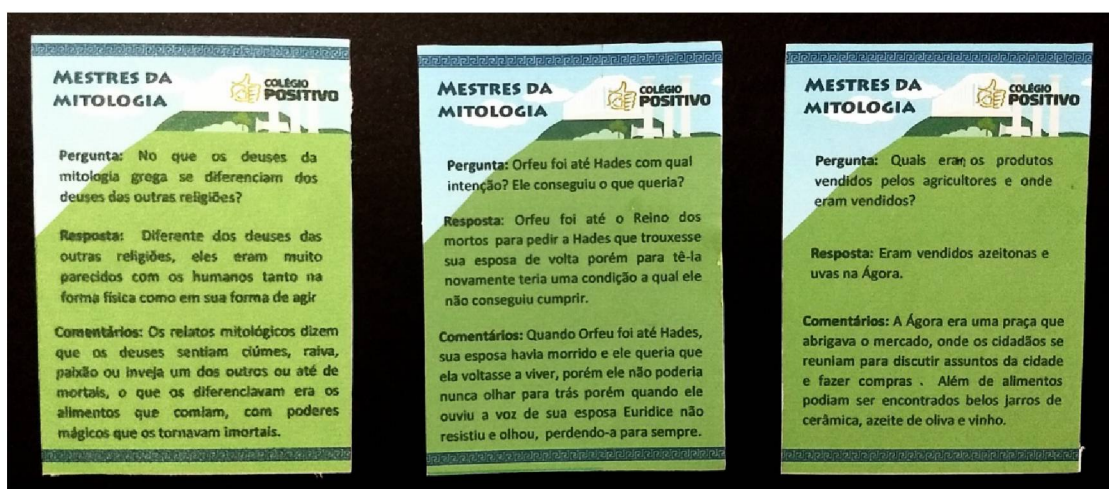 MESTRES DA
MITOLOGIA
COLÉGIO
POSITIVO
Pergunta: No que os deuses da
mitologia grega se diferenciam dos
deuses das outras religiões?
Resposta: Diferente dos deuses das
outras religiões, eles eram muito
parecidos com os humanos tanto na
forma física como em sua forma de agir
Comentários: Os relatos mitológicos dizem
que os deuses sentiam ciúmes, raiva,
paixão ou inveja um dos outros ou até de
mortais, o que os diferenciavam era os
alimentos que comiam, com poderes
mágicos que os tornavam imortais.
MESTRES DA
MITOLOGIA
COLÉGIO
POSITIVO
Pergunta: Orfeu foi até Hades com qual
intenção? Ele conseguiu o que queria?
Resposta: Orfeu foi até o Reino dos
mortos para pedir a Hades que trouxesse
sua esposa de volta porém para tê-la
novamente teria uma condição a qual ele
não conseguiu cumprir.
Comentários: Quando Orfeu foi até Hades,
sua esposa havia morrido e ele queria que
ela voltasse a viver, porém ele não poderia
nunca olhar para trás porém quando ele
ouviu a voz de sua esposa Euridice não
resistiu e olhou, perdendo-a para sempre.
MESTRES DA
MITOLOGIA
COLÉGIO
POSITIVO
Pergunta: Quais eram os produtos
vendidos pelos agricultores e onde
eram vendidos?
Resposta: Eram vendidos azeitonas e
uvas na Ágora.
Comentários: A Ágora era uma praça que
abrigava o mercado, onde os cidadãos se
reuniam para discutir assuntos da cidade
e fazer compras . Além de alimentos
podiam ser encontrados belos jarros de
cerâmica, azeite de oliva e vinho.